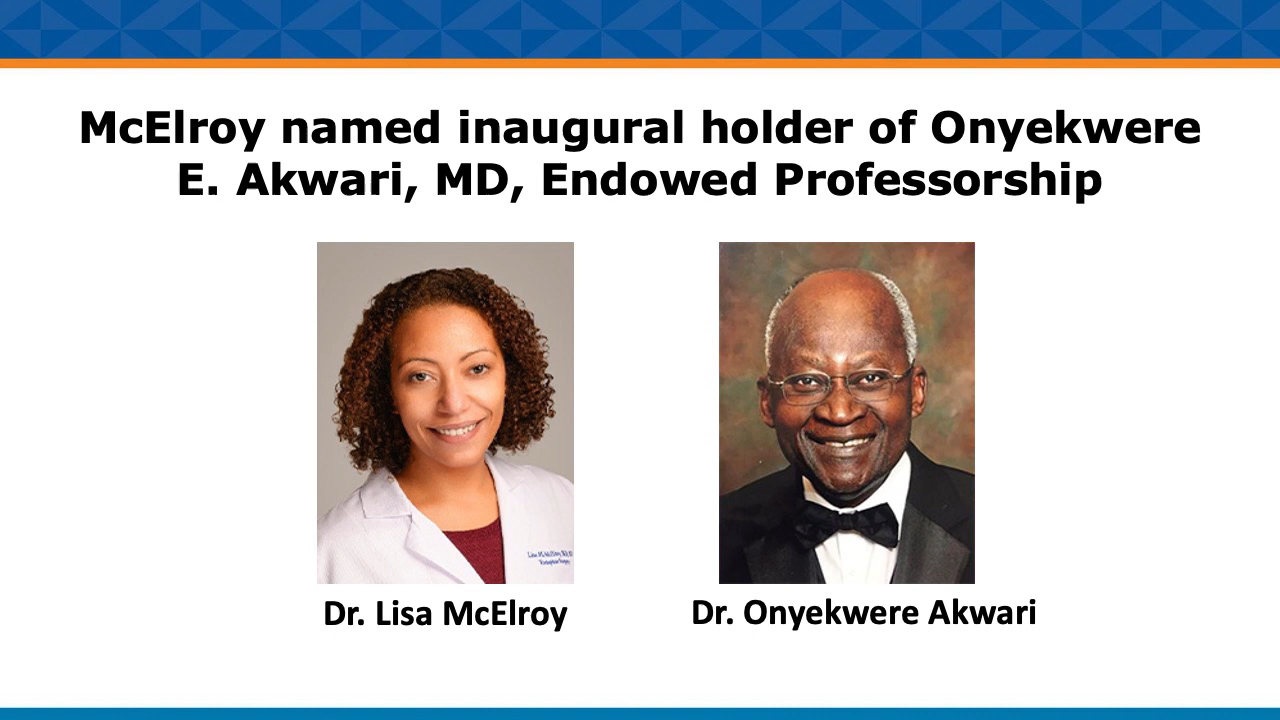 McElroy named inaugural holder of Onyekwere
E. Akwari, MD, Endowed Professorship
Dr. Lisa McElroy
Dr. Onyekwere Akwari